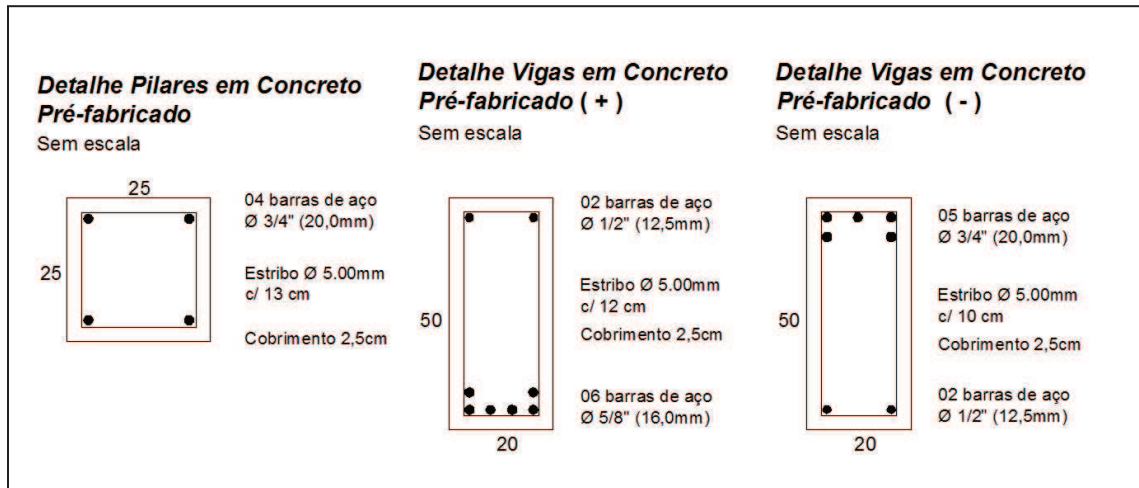 Detalhe Pilares em Concreto
Pré-fabricado
Sem escala
25
25
04 barras de aço
Ø 3/4" (20,0mm)
Estribo Ø 5.00mm
c/ 13 cm
Cobrimento 2,5cm
Detalhe Vigas em Concreto
Pré-fabricado ( + )
Sem escala
50
20
02 barras de aço
Ø 1/2" (12,5mm)
Estribo Ø 5.00mm
c/ 12 cm
Cobrimento 2,5cm
06 barras de aço
Ø 5/8" (16,0mm)
Detalhe Vigas em Concreto
Pré-fabricado ( - )
Sem escala
50
20
05 barras de aço
Ø 3/4" (20,0mm)
Estribo Ø 5.00mm
c/ 10 cm
Cobrimento 2,5cm
02 barras de aço
Ø 1/2" (12,5mm)